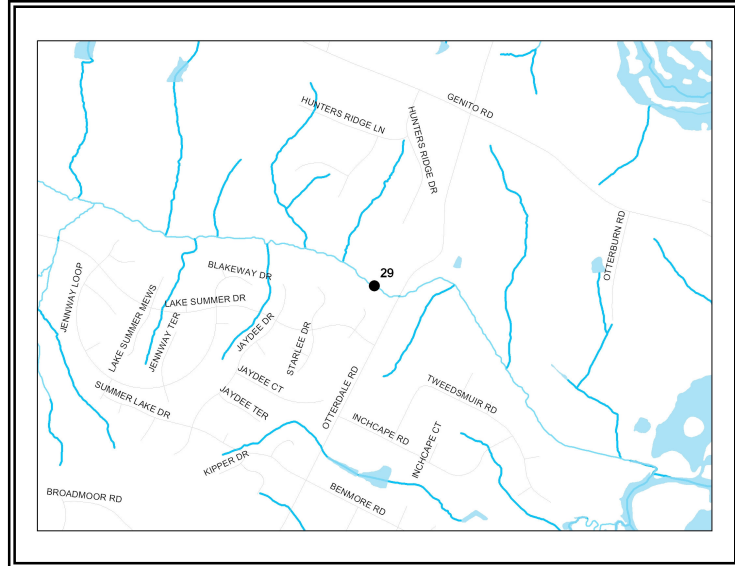 GENITO RD
HUNTERS RIDGE LN
HUNTERS RIDGE DR
OTTERBURN RD
29
BLAKEWAY DR
JENNWAY LOOP
LAKE SUMMER MEWS
LAKE SUMMER DR
JENNWAY TER
JAYDEE DR
STARLEE DR
JAYDEE CT
SUMMER LAKE DR
JAYDEE TER
OTTERDALE RD
TWEEDSMUIR RD
INCHCAPE RD
INCHCAPE CT
KIPPER DR
BENMORE RD
BROADMOOR RD